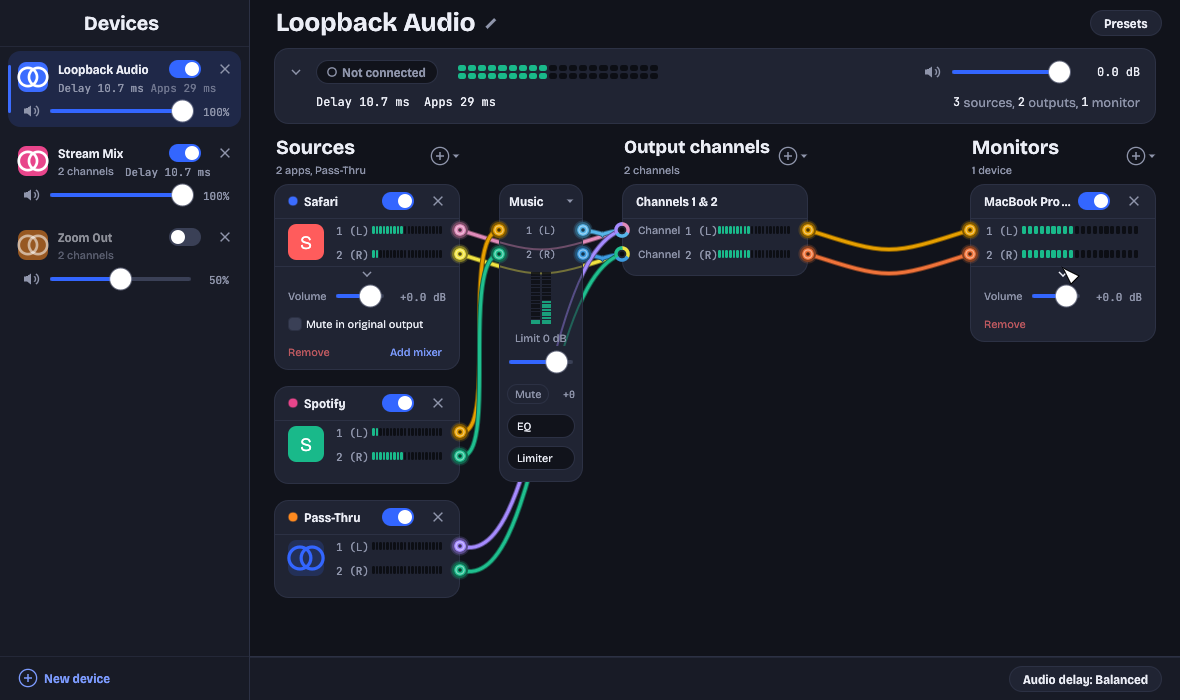 Devices
Loopback Audio
Delay 10.7 ms Apps 29 ms
100%
Stream Mix
2 channels Delay 10.7 ms
100%
Zoom Out
2 channels
50%
New device
Loopback Audio
Presets
Not connected
0.0 dB
Delay 10.7 ms Apps 29 ms
3 sources, 2 outputs, 1 monitor
Sources
2 apps, Pass-Thru
Safari
S
1 (L)
2 (R)
Volume
+0.0 dB
Mute in original output
Remove
Add mixer
Spotify
S
1 (L)
2 (R)
Pass-Thru
1 (L)
2 (R)
Music
1 (L)
2 (R)
Limit 0 dB
Mute
+0
EQ
Limiter
Output channels
2 channels
Channels 1 & 2
Channel 1 (L)
Channel 2 (R)
Monitors
1 device
MacBook Pro ...
1 (L)
2 (R)
Volume
+0.0 dB
Remove
Audio delay: Balanced